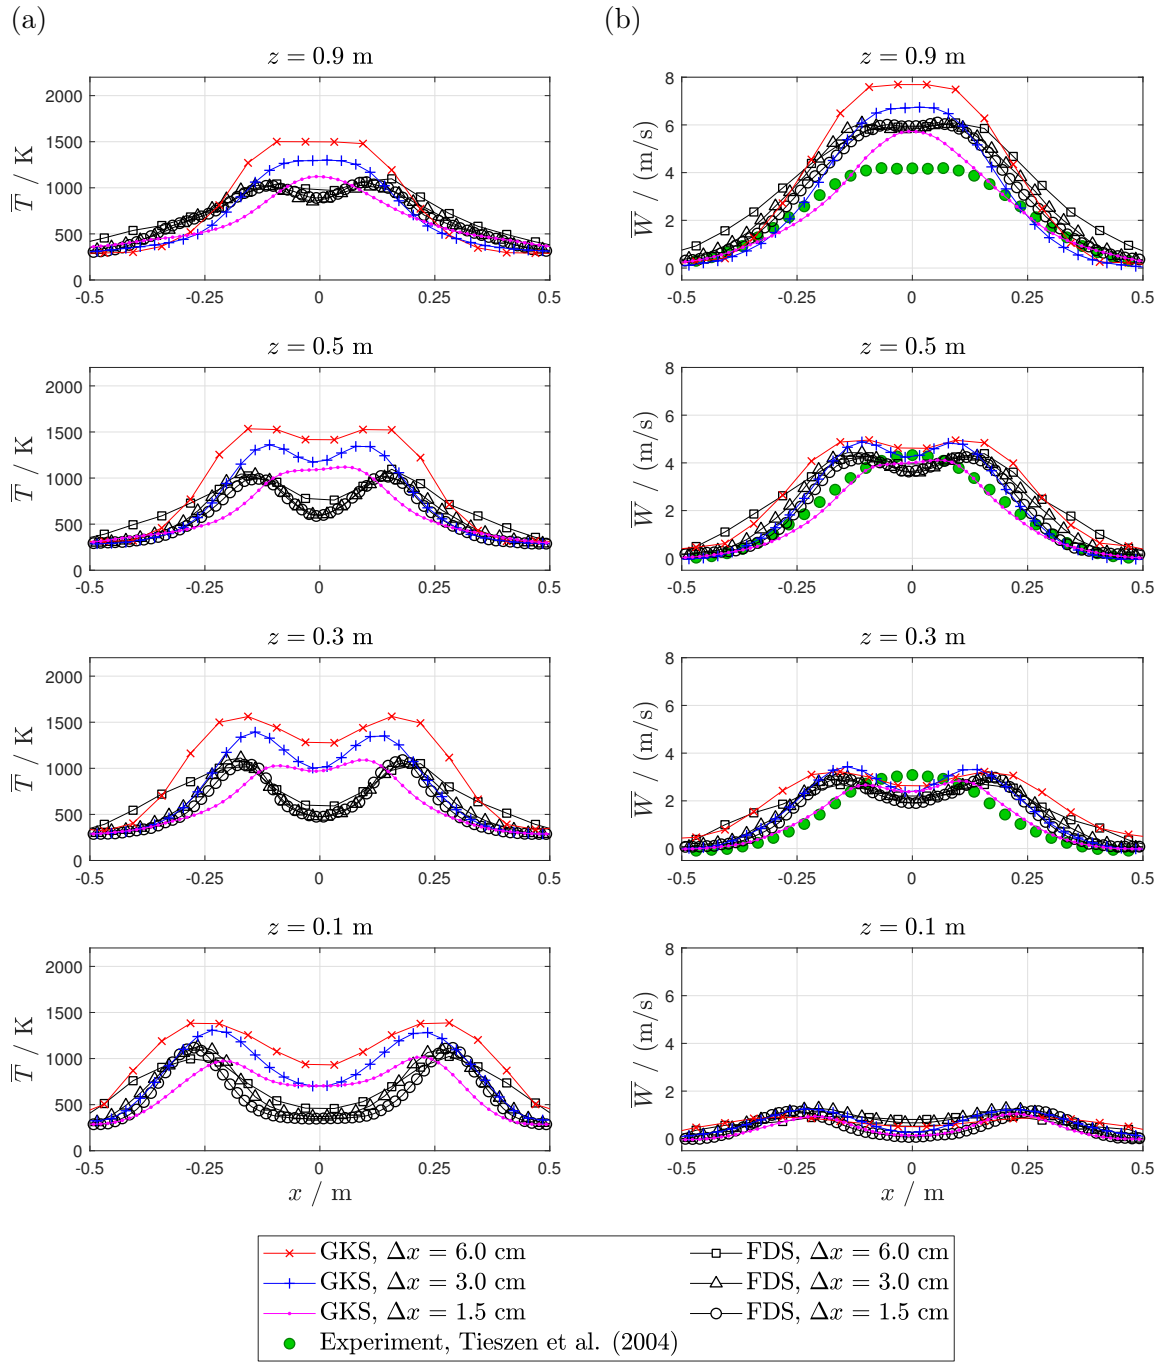 (a)
(b)
z = 0.9 m
z = 0.9 m
2000
1500
1000
500
0
T̅ / K
-0.5
-0.25
0
0.25
0.5
8
6
4
2
0
W̅ / (m/s)
-0.5
-0.25
0
0.25
0.5
z = 0.5 m
z = 0.5 m
2000
1500
1000
500
0
T̅ / K
-0.5
-0.25
0
0.25
0.5
8
6
4
2
0
W̅ / (m/s)
-0.5
-0.25
0
0.25
0.5
z = 0.3 m
z = 0.3 m
2000
1500
1000
500
0
T̅ / K
-0.5
-0.25
0
0.25
0.5
8
6
4
2
0
W̅ / (m/s)
-0.5
-0.25
0
0.25
0.5
z = 0.1 m
z = 0.1 m
2000
1500
1000
500
0
T̅ / K
-0.5
-0.25
0
0.25
0.5
x / m
8
6
4
2
0
W̅ / (m/s)
-0.5
-0.25
0
0.25
0.5
x / m
GKS, Δx = 6.0 cm
GKS, Δx = 3.0 cm
GKS, Δx = 1.5 cm
Experiment, Tieszen et al. (2004)
FDS, Δx = 6.0 cm
FDS, Δx = 3.0 cm
FDS, Δx = 1.5 cm